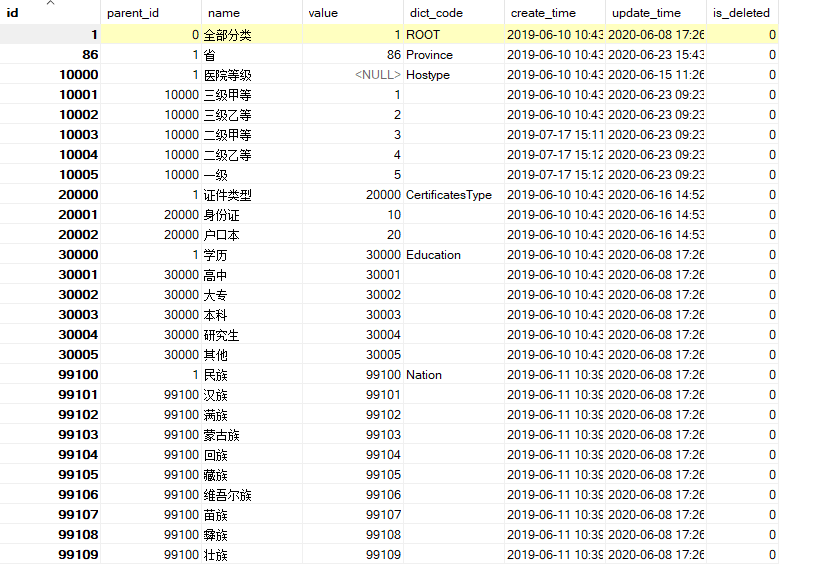 id parent_id name value dict_code create_time update_time is_deleted
1 0 全部分类 1 ROOT 2019-06-10 10:43 2020-06-08 17:26 0
86 1 省 86 Province 2019-06-10 10:43 2020-06-23 15:43 0
10000 1 医院等级 <NULL> Hostype 2019-06-10 10:43 2020-06-15 11:26 0
10001 10000 三级甲等 1 2019-06-10 10:43 2020-06-23 09:23 0
10002 10000 三级乙等 2 2019-06-10 10:43 2020-06-23 09:23 0
10003 10000 二级甲等 3 2019-07-17 15:11 2020-06-23 09:23 0
10004 10000 二级乙等 4 2019-07-17 15:12 2020-06-23 09:23 0
10005 10000 一级 5 2019-07-17 15:12 2020-06-23 09:23 0
20000 1 证件类型 20000 CertificatesType 2019-06-10 10:43 2020-06-16 14:52 0
20001 20000 身份证 10 2019-06-10 10:43 2020-06-16 14:53 0
20002 20000 户口本 20 2019-06-10 10:43 2020-06-16 14:53 0
30000 1 学历 30000 Education 2019-06-10 10:43 2020-06-08 17:26 0
30001 30000 高中 30001 2019-06-10 10:43 2020-06-08 17:26 0
30002 30000 大专 30002 2019-06-10 10:43 2020-06-08 17:26 0
30003 30000 本科 30003 2019-06-10 10:43 2020-06-08 17:26 0
30004 30000 研究生 30004 2019-06-10 10:43 2020-06-08 17:26 0
30005 30000 其他 30005 2019-06-10 10:43 2020-06-08 17:26 0
99100 1 民族 99100 Nation 2019-06-11 10:39 2020-06-08 17:26 0
99101 99100 汉族 99101 2019-06-11 10:39 2020-06-08 17:26 0
99102 99100 满族 99102 2019-06-11 10:39 2020-06-08 17:26 0
99103 99100 蒙古族 99103 2019-06-11 10:39 2020-06-08 17:26 0
99104 99100 回族 99104 2019-06-11 10:39 2020-06-08 17:26 0
99105 99100 藏族 99105 2019-06-11 10:39 2020-06-08 17:26 0
99106 99100 维吾尔族 99106 2019-06-11 10:39 2020-06-08 17:26 0
99107 99100 苗族 99107 2019-06-11 10:39 2020-06-08 17:26 0
99108 99100 彝族 99108 2019-06-11 10:39 2020-06-08 17:26 0
99109 99100 壮族 99109 2019-06-11 10:39 2020-06-08 17:26 0